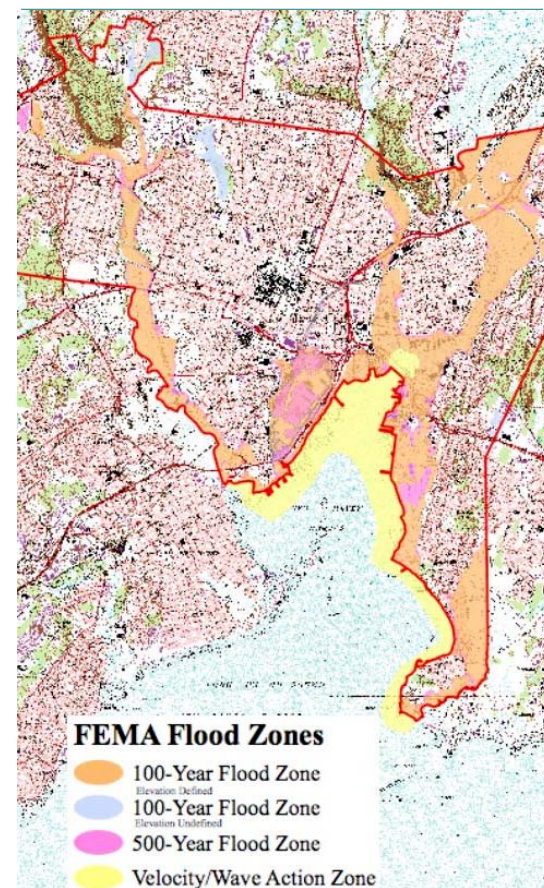 FEMA Flood Zones
100-Year Flood Zone
Elevation Defined
100-Year Flood Zone
Elevation Undefined
500-Year Flood Zone
Velocity/Wave Action Zone